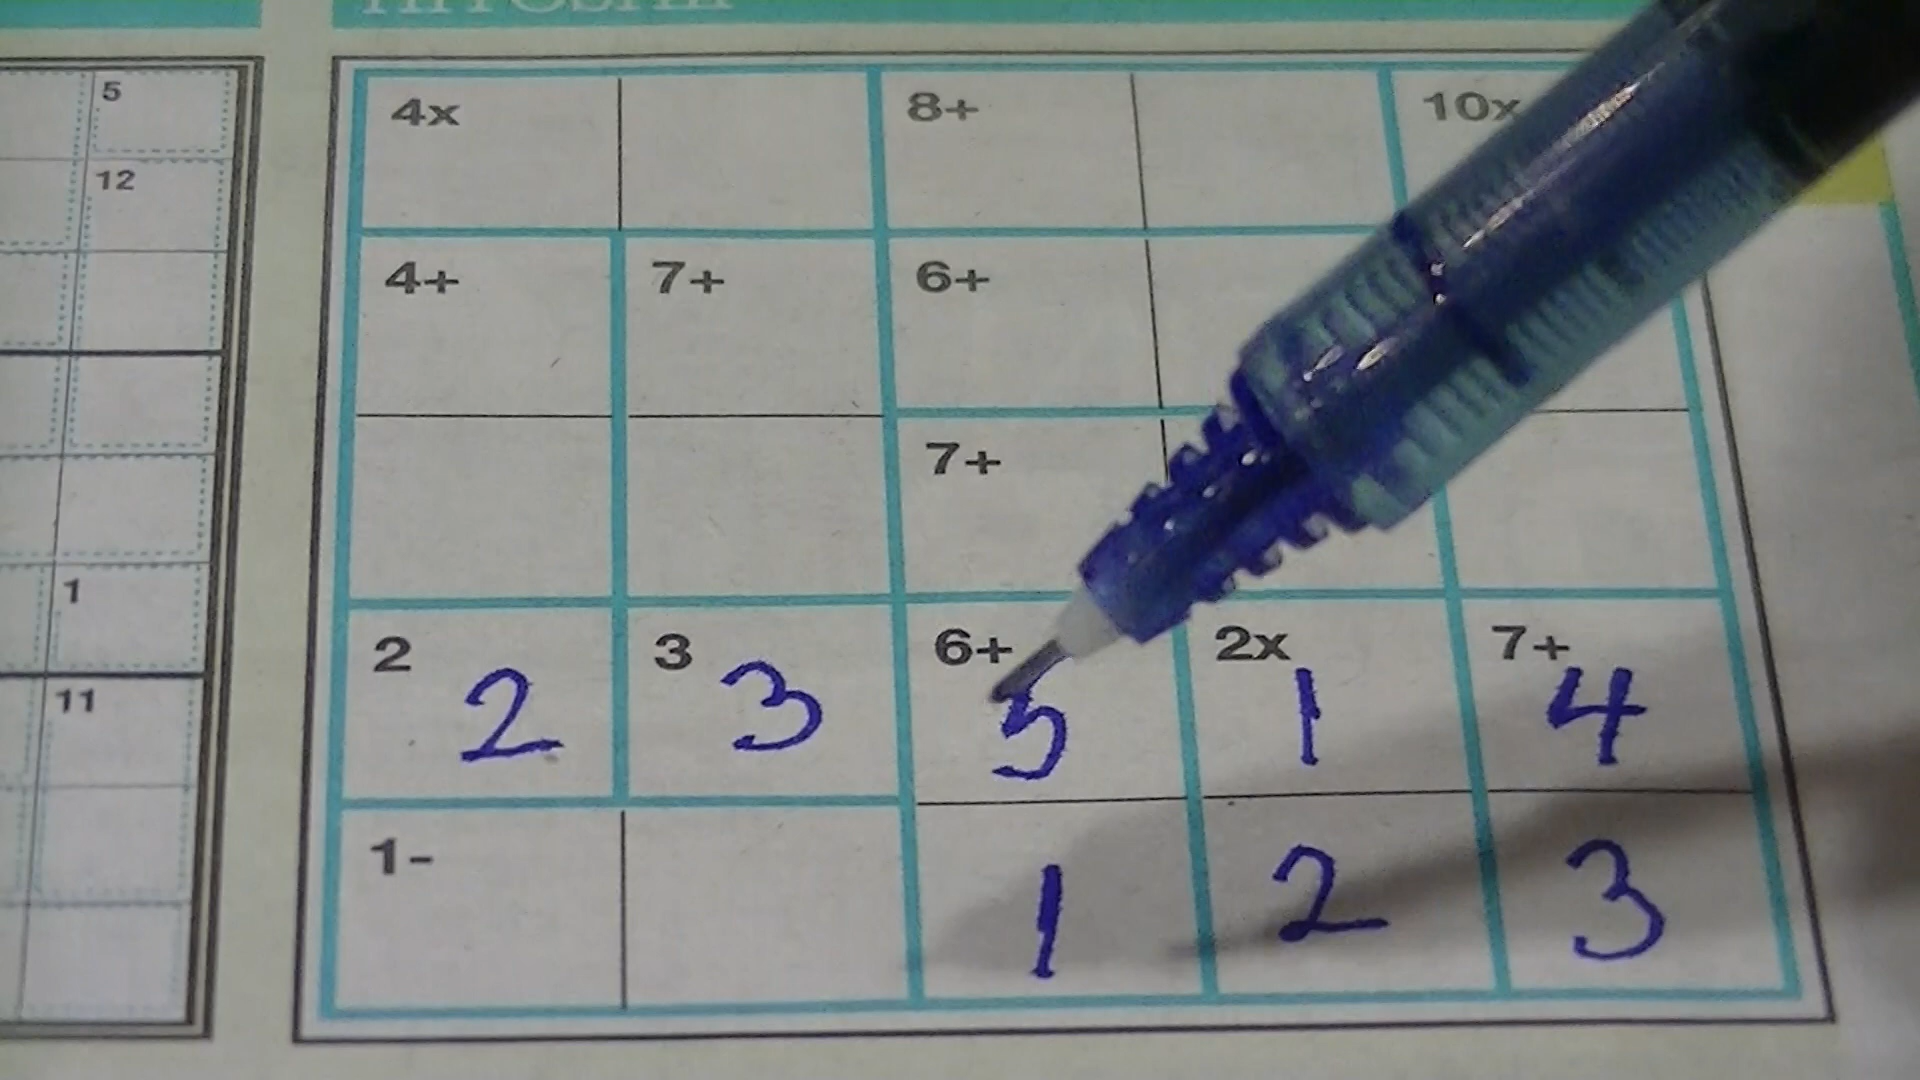 5
12
1
11
4x 8+ 10x
4+ 7+ 6+
7+
2 3 6+ 2x 7+
2 3 5 1 4
1-
1 2 3